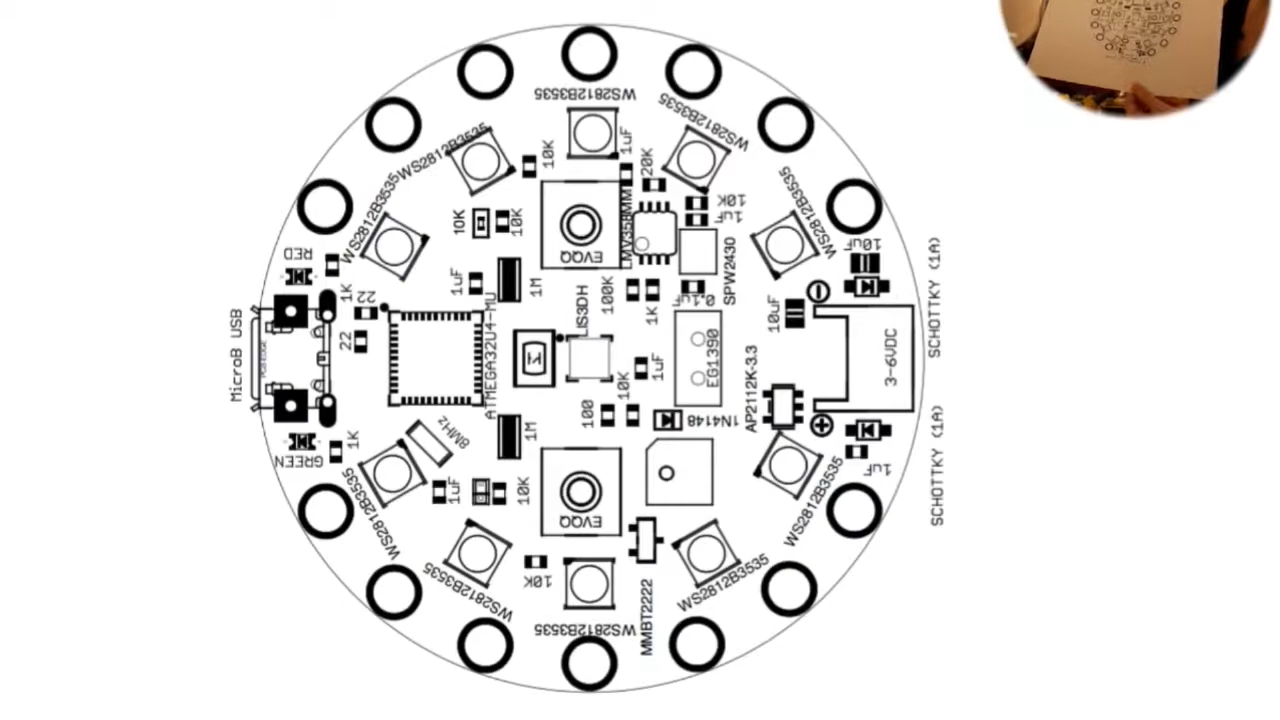 WS2812B3535
WS2812B3535
WS2812B3535
10K
1uF
20K
WS2812B3535
WS2812B3535
10K
10K
LMV358MM
10K
1uF
EVQQ
SPW2430
10uF
SCHOTTKY (1A)
RED
1K
22
1uF
1M
LIS3DH
100K
1K
0.1uF
10uF
MicroB USB
22
ATMEGA32U4-MU
1uF
EG1390
3-6VDC
AP2112K-3.3
10K
100
1N4148
GREEN
1K
8MHz
1M
SCHOTTKY (1A)
1uF
WS2812B3535
1uF
10K
EVQQ
WS2812B3535
WS2812B3535
10K
WS2812B3535
MMBT2222
WS2812B3535